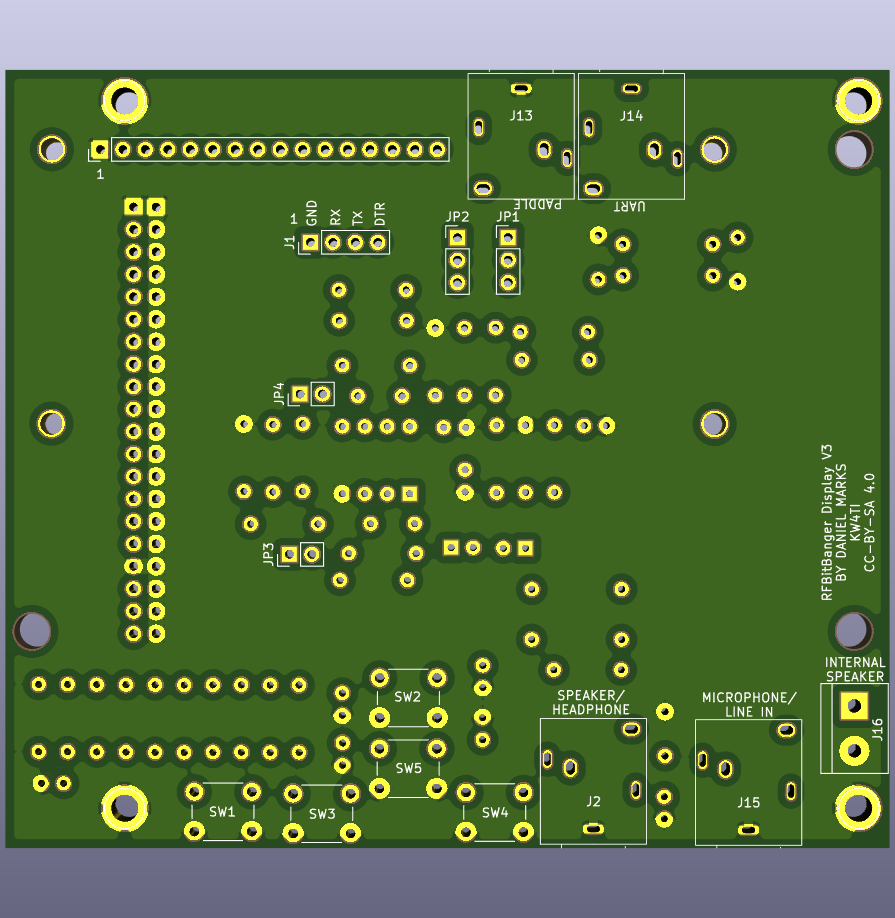 J13
J14
1
PADDLE
UART
1
GND
RX
TX
DTR
J1
JP2
JP1
JP4
JP3
RFBitBanger Display V3
BY DANIEL MARKS
KW4TI
CC-BY-SA 4.0
SW2
SPEAKER/
HEADPHONE
MICROPHONE/
LINE IN
INTERNAL
SPEAKER
J16
SW5
SW1
SW3
SW4
J2
J15